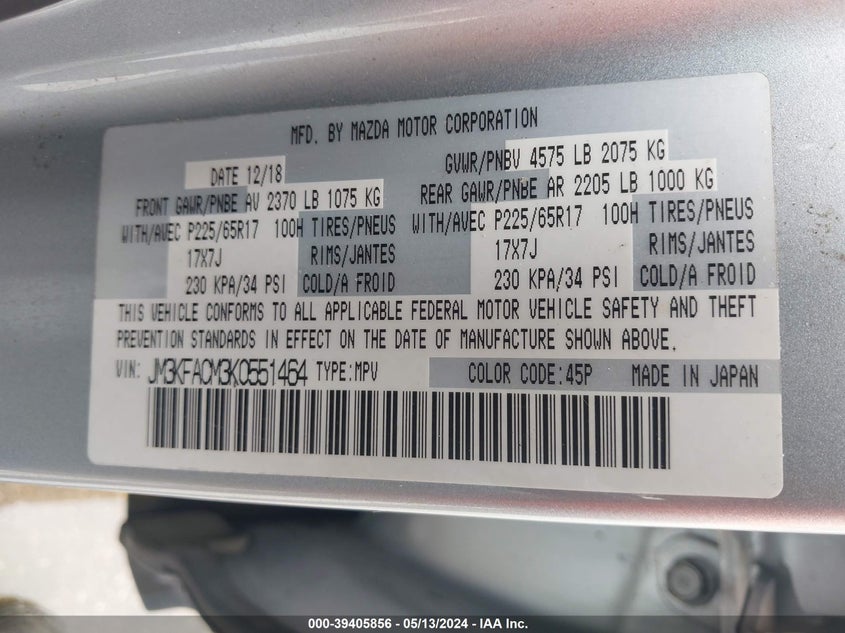 MFD. BY MAZDA MOTOR CORPORATION
DATE 12/18 GVWR/PNBV 4575 LB 2075 KG
FRONT GAWR/PNBE AV 2370 LB 1075 KG REAR GAWR/PNBE AR 2205 LB 1000 KG
WITH/AVEC P225/65R17 100H TIRES/PNEUS WITH/AVEC P225/65R17 100H TIRES/PNEUS
17X7J RIMS/JANTES 17X7J RIMS/JANTES
230 KPA/34 PSI COLD/A FROID 230 KPA/34 PSI COLD/A FROID
THIS VEHICLE CONFORMS TO ALL APPLICABLE FEDERAL MOTOR VEHICLE SAFETY AND THEFT
PREVENTION STANDARDS IN EFFECT ON THE DATE OF MANUFACTURE SHOWN ABOVE.
VIN: JM3KFACM3K0551464 TYPE:MPV COLOR CODE:45P MADE IN JAPAN
000-39405856 - 05/13/2024 - IAA Inc.